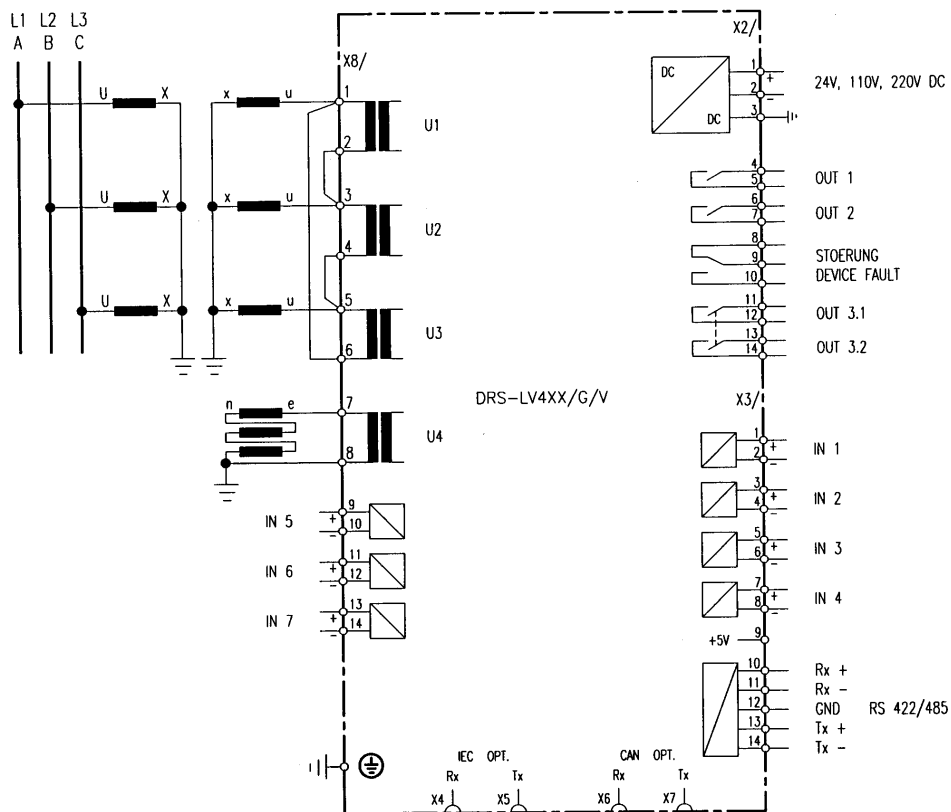 L1 L2 L3
A B C
X8/
X2/
U X x u 1
2
U1
U X x u 3
4
U2
U X x u 5
6
U3
n e 7
8
U4
DRS-LV4XX/G/V
IN 5 + - 9 10
IN 6 + - 11 12
IN 7 + - 13 14
DC
DC
1 +
2 -
3
24V, 110V, 220V DC
4
5
OUT 1
6
7
OUT 2
8
9
10
STOERUNG
DEVICE FAULT
11
12
OUT 3.1
13
14
OUT 3.2
X3/
1 +
2 -
IN 1
3 +
4 -
IN 2
5 +
6 -
IN 3
7 +
8 -
IN 4
+5V 9
10 Rx +
11 Rx -
12 GND RS 422/485
13 Tx +
14 Tx -
IEC OPT. CAN OPT.
Rx Tx Rx Tx
X4 X5 X6 X7